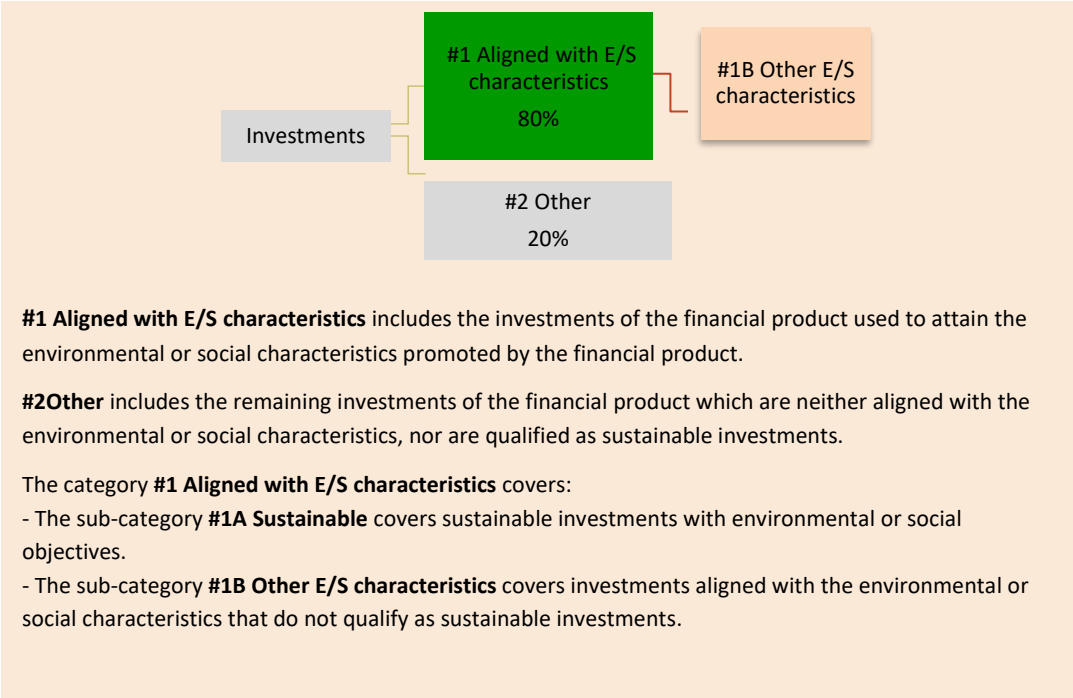 #1 Aligned with E/S
characteristics
80%
#1B Other E/S
characteristics
Investments
#2 Other
20%
#1 Aligned with E/S characteristics includes the investments of the financial product used to attain the
environmental or social characteristics promoted by the financial product.
#2Other includes the remaining investments of the financial product which are neither aligned with the
environmental or social characteristics, nor are qualified as sustainable investments.
The category #1 Aligned with E/S characteristics covers:
- The sub-category #1A Sustainable covers sustainable investments with environmental or social
objectives.
- The sub-category #1B Other E/S characteristics covers investments aligned with the environmental or
social characteristics that do not qualify as sustainable investments.